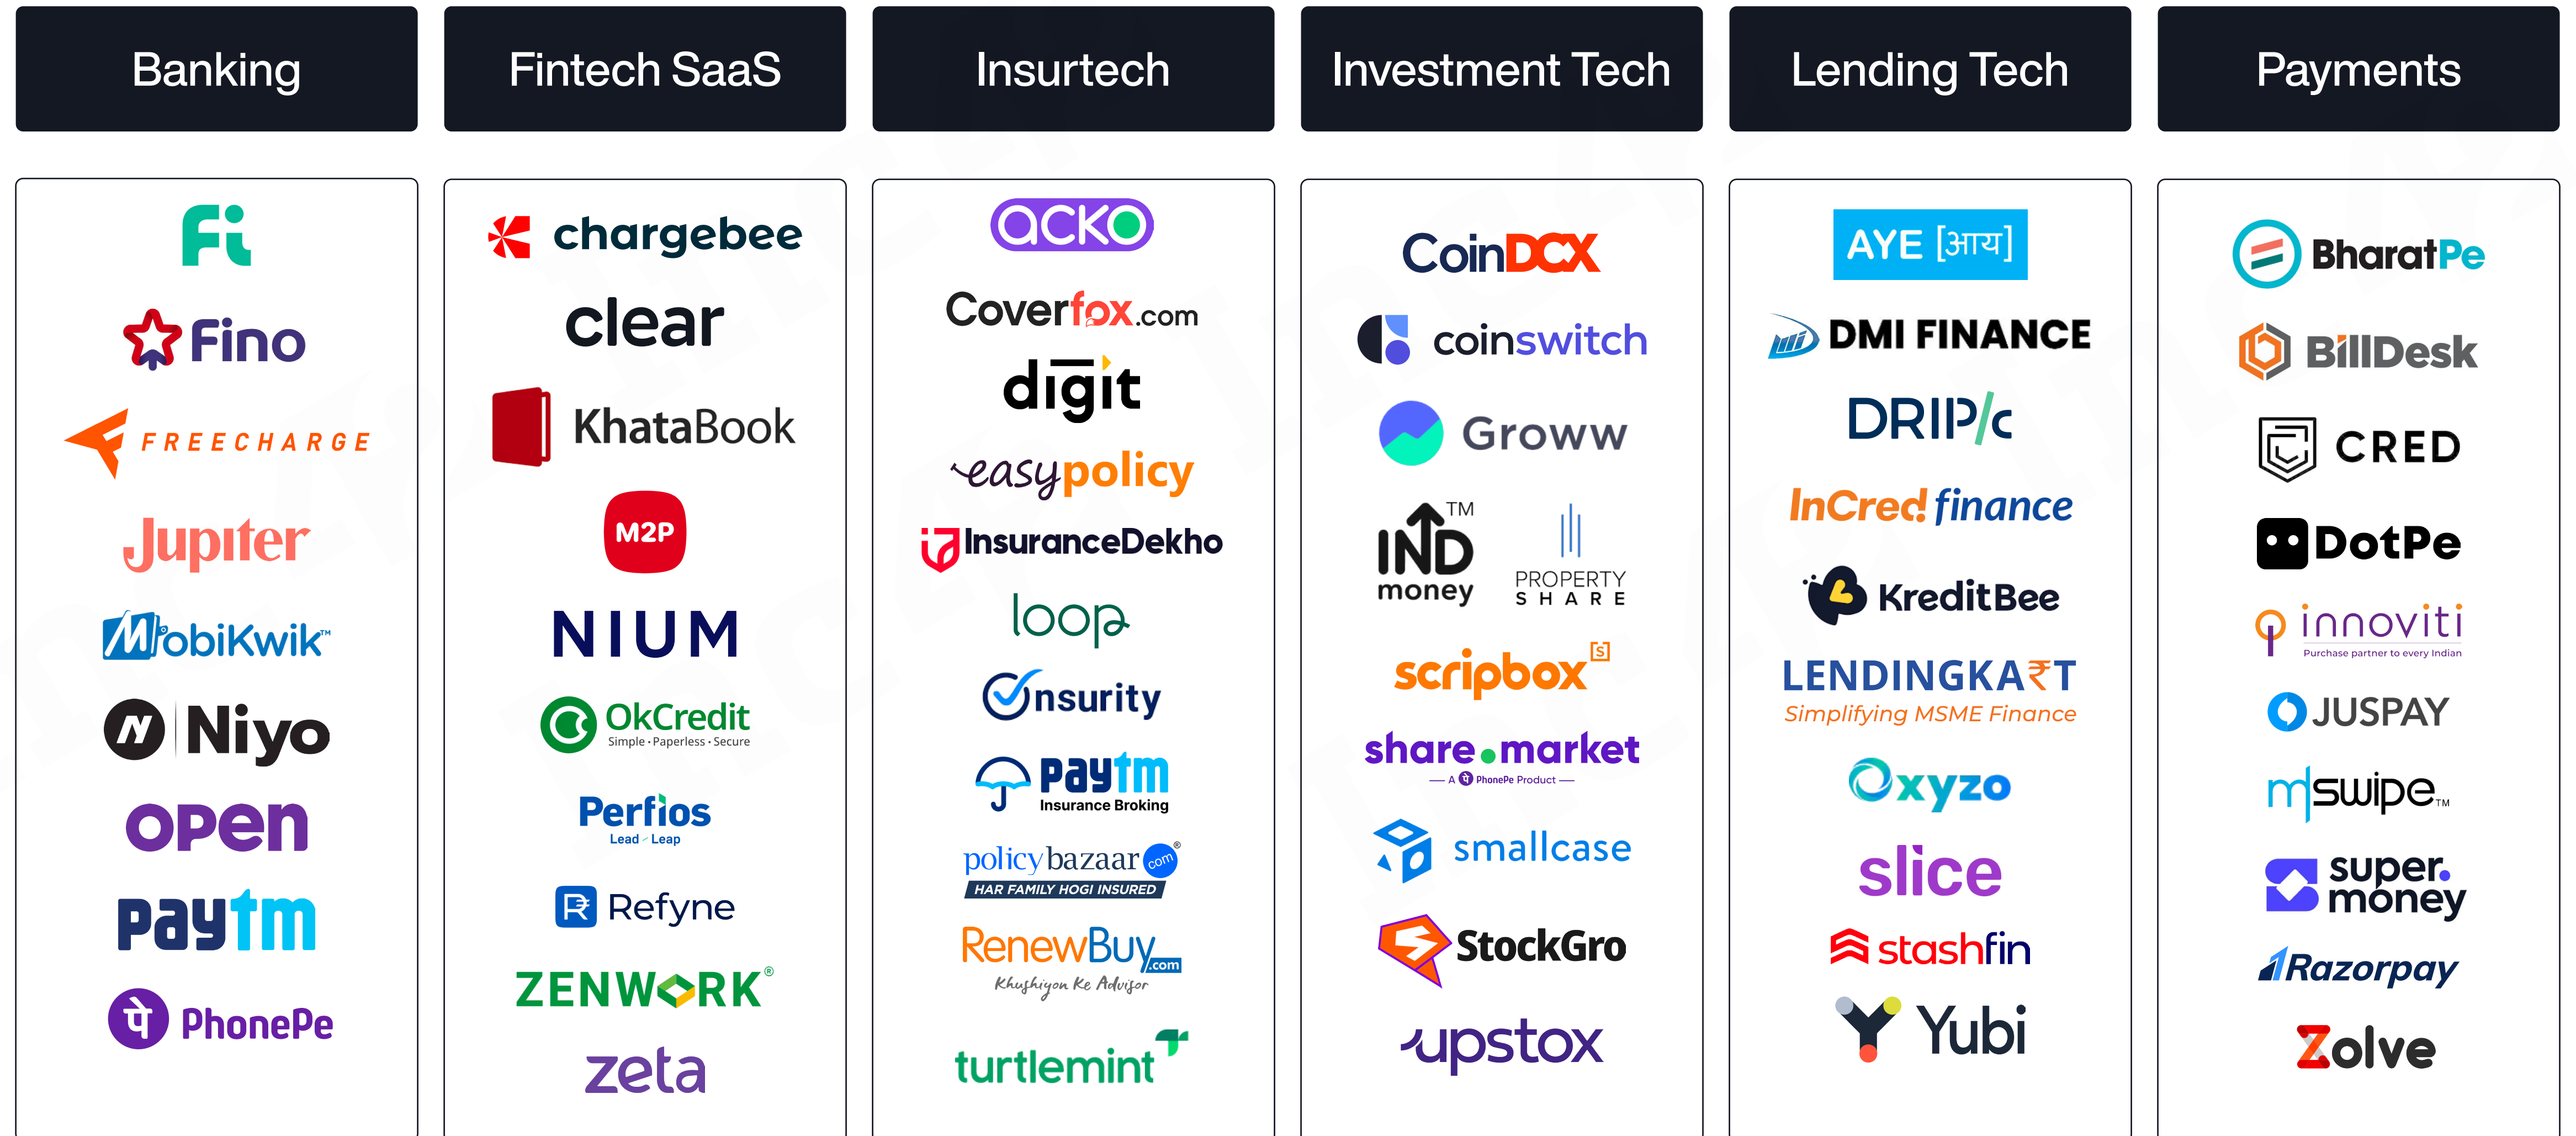 Banking
Fi
Fino
FREECHARGE
Jupiter
MobiKwik™
Niyo
open
paytm
पे PhonePe
Fintech SaaS
chargebee
clear
KhataBook
M2P
NIUM
OkCredit
Simple • Paperless • Secure
Perfios
Lead Leap
Refyne
ZENWORK®
zeta
Insurtech
acko
Coverfox.com
digit
easypolicy
InsuranceDekho
loop
Onsurity
paytm
Insurance Broking
policybazaar.com®
HAR FAMILY HOGI INSURED
RenewBuy.com
Khushiyon Ke Advisor
turtlemint
Investment Tech
CoinDCX
coinswitch
Groww
IND™
money
PROPERTY
SHARE
scripbox [s]
share.market
A पे PhonePe Product
smallcase
StockGro
upstox
Lending Tech
AYE [आय]
DMI FINANCE
DRIP/c
InCred finance
KreditBee
LENDINGKA₹T
Simplifying MSME Finance
Oxyzo
slice
stashfin
Yubi
Payments
BharatPe
BillDesk
CRED
DotPe
innoviti
Purchase partner to every Indian
JUSPAY
mswipe™
super.
money
Razorpay
Zolve